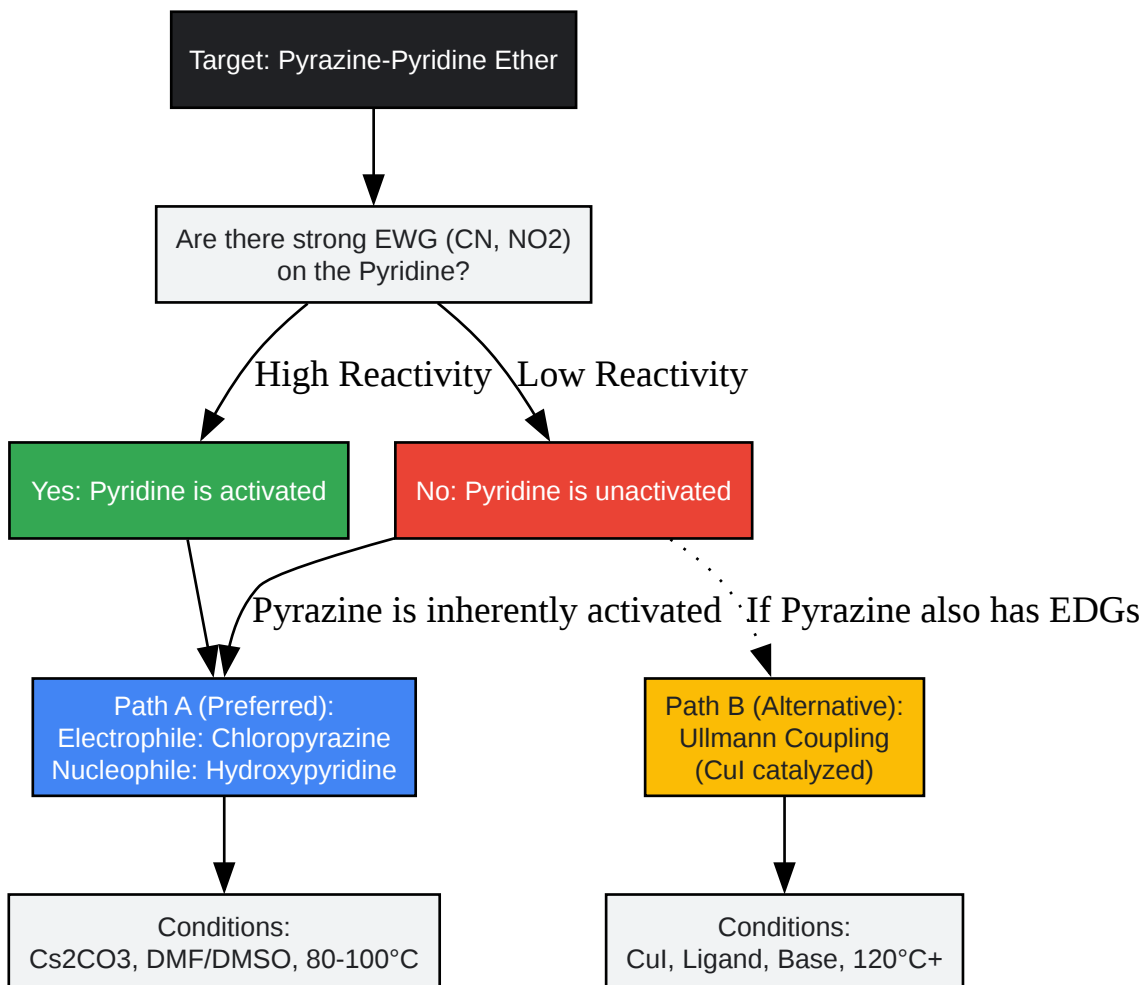 Target: Pyrazine-Pyridine Ether
Are there strong EWG (CN, NO2)
on the Pyridine?
High Reactivity
Low Reactivity
Yes: Pyridine is activated
No: Pyridine is unactivated
Pyrazine is inherently activated
If Pyrazine also has EDGs
Path A (Preferred):
Electrophile: Chloropyrazine
Nucleophile: Hydroxypyridine
Path B (Alternative):
Ullmann Coupling
(CuI catalyzed)
Conditions:
Cs2CO3, DMF/DMSO, 80-100°C
Conditions:
CuI, Ligand, Base, 120°C+